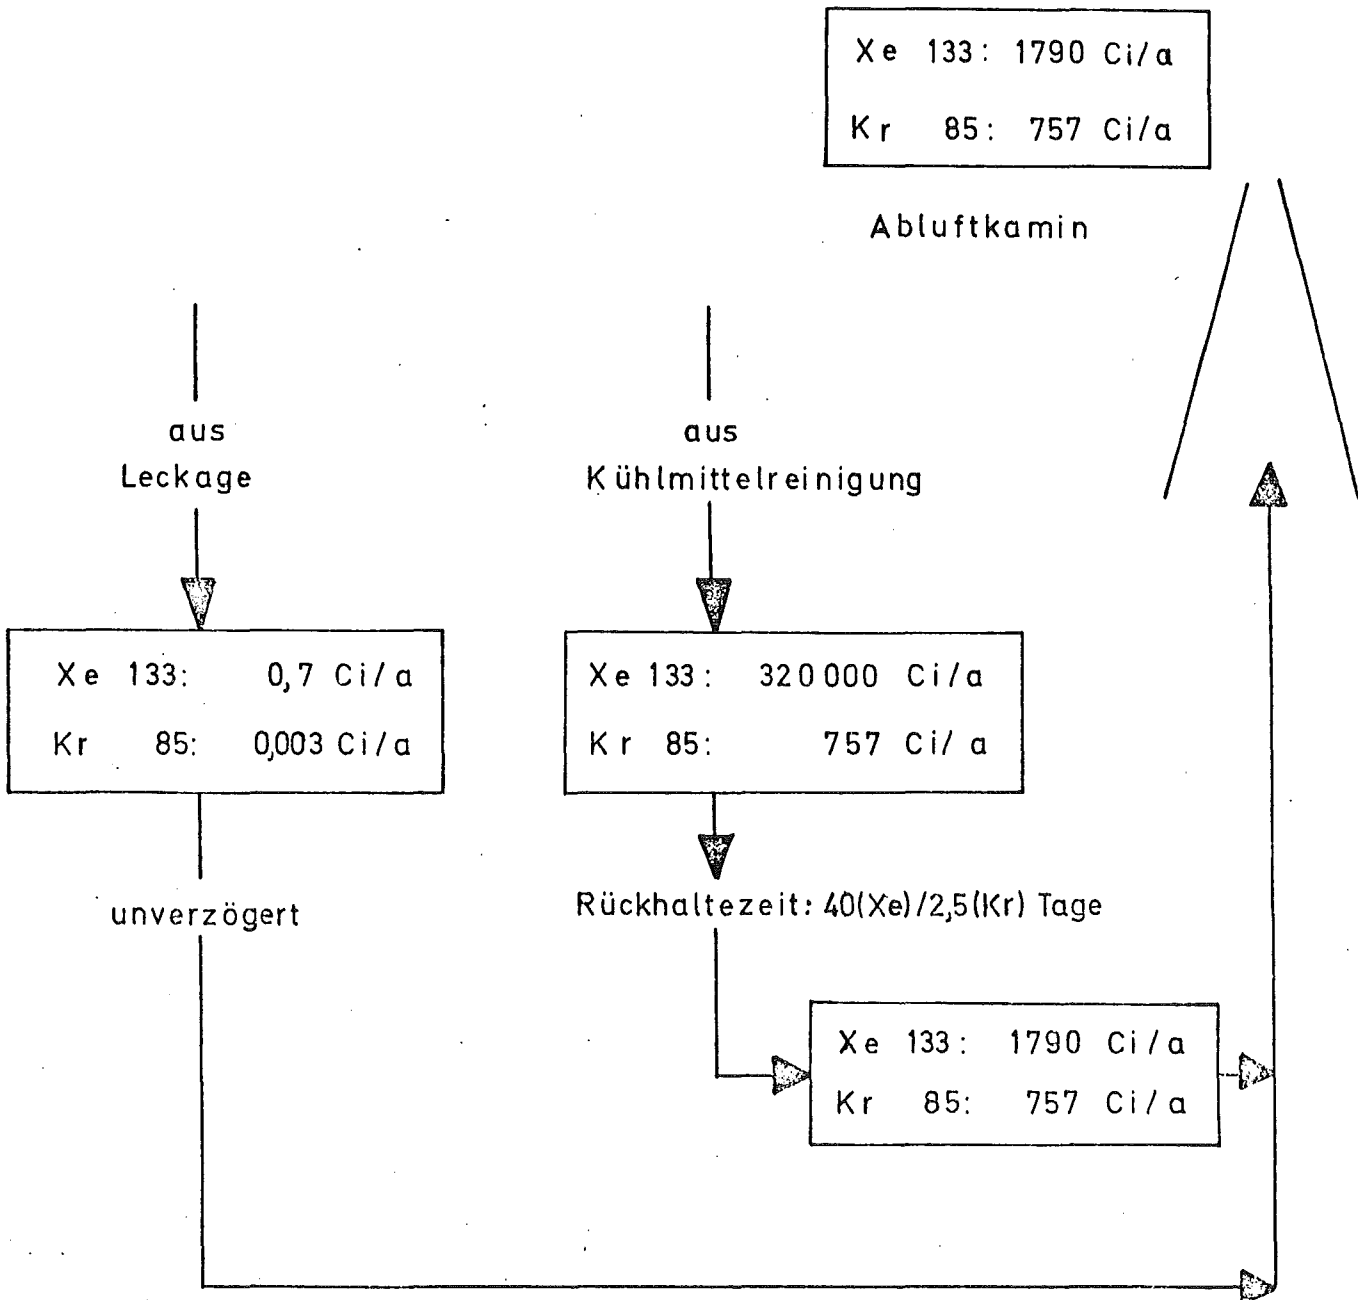 Xe 133: 1790 Ci/a
Kr 85: 757 Ci/a
Abluftkamin
aus
Leckage
aus
Kühlmittelreinigung
Xe 133: 0,7 Ci/a
Kr 85: 0,003 Ci/a
Xe 133: 320 000 Ci/a
Kr 85: 757 Ci/a
unverzögert
Rückhaltezeit: 40(Xe)/2,5(Kr) Tage
Xe 133: 1790 Ci/a
Kr 85: 757 Ci/a